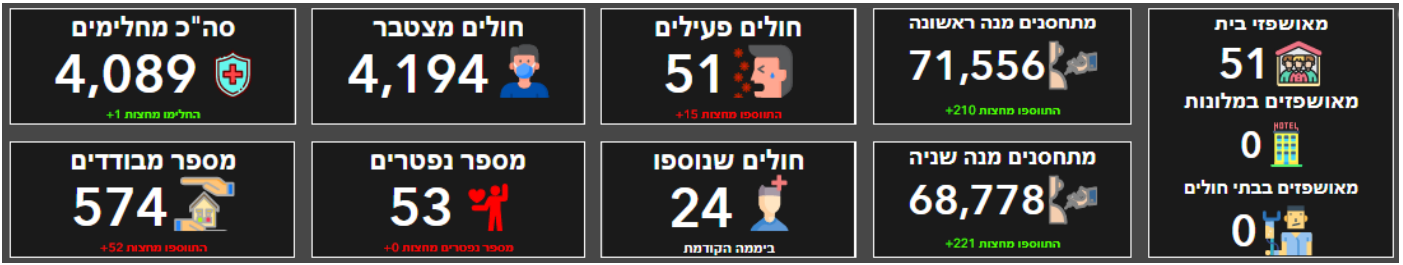 מאושפזי בית
51
מאושפזים במלונות
HOTEL
0
מאושפזים בבתי חולים
0
מתחסנים מנה ראשונה
71,556
התווספו מחצות 210+
חולים פעילים
51
התווספו מחצות 15+
חולים מצטבר
4,194
סה"כ מחלימים
4,089
החלימו מחצות 1+
מתחסנים מנה שניה
68,778
התווספו מחצות 221+
חולים שנוספו
24
ביממה הקודמת
מספר נפטרים
53
מספר נפטרים מחצות 0+
מספר מבודדים
574
התווספו מחצות 52+